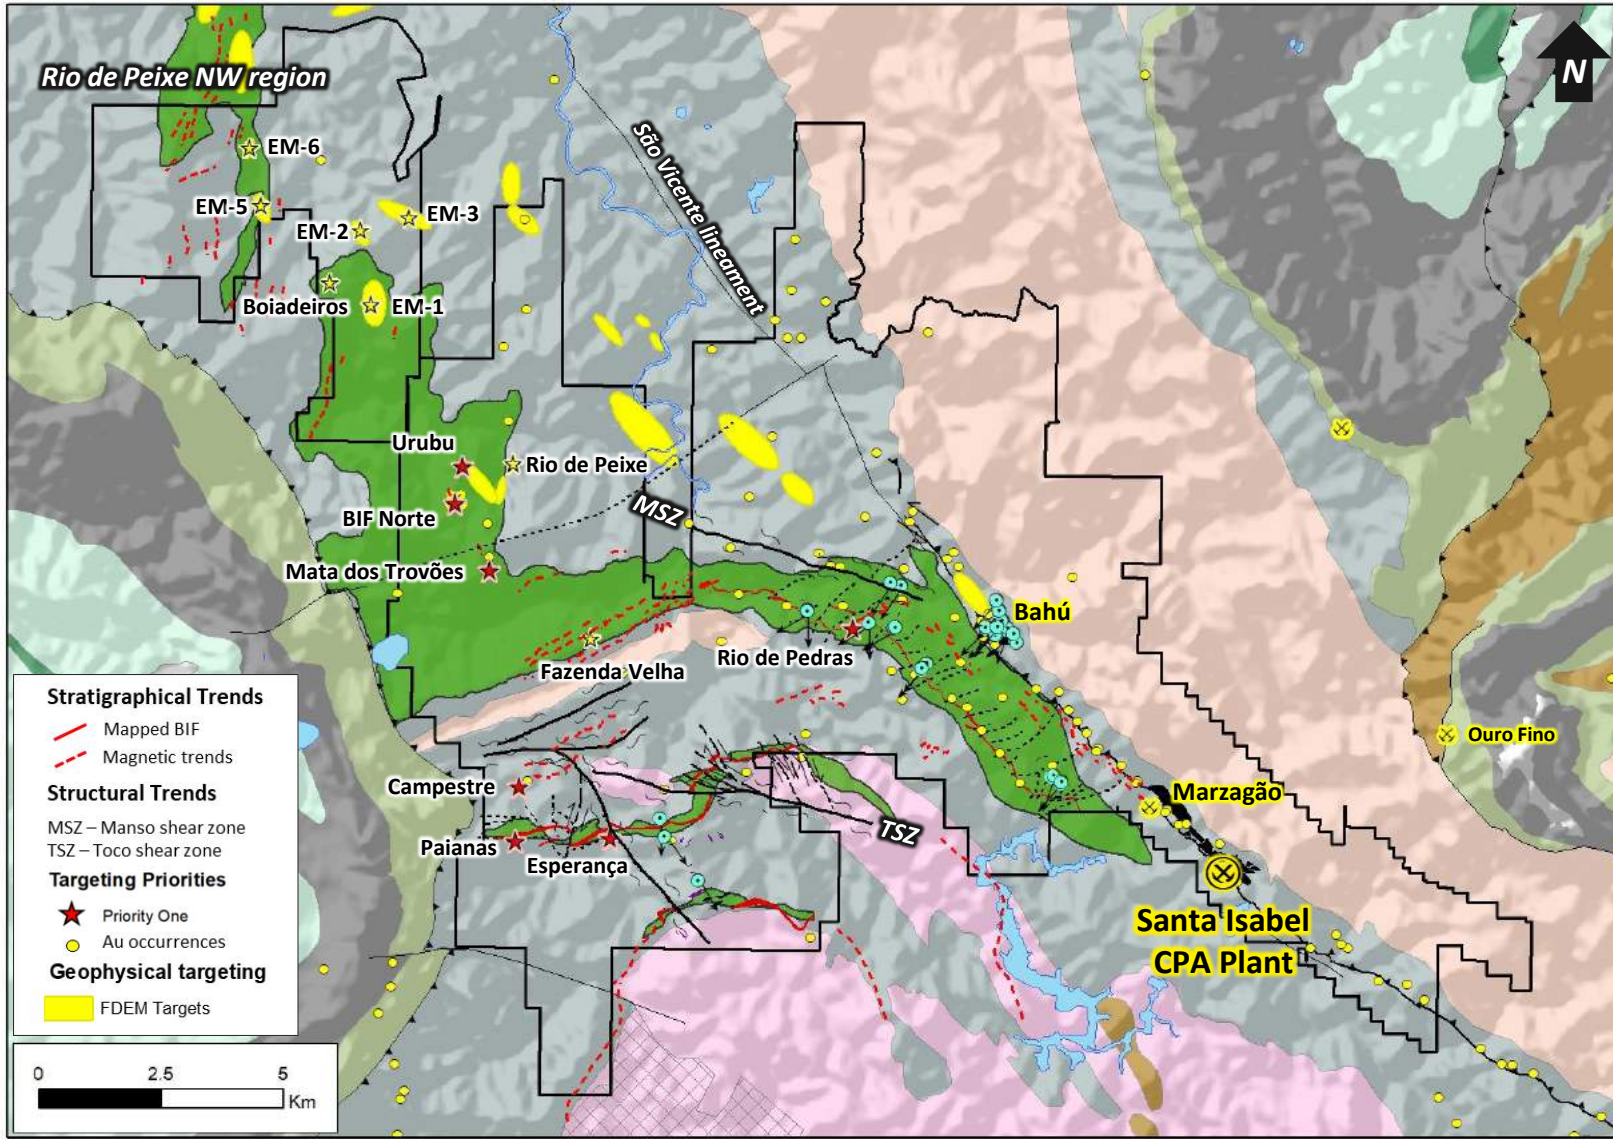 N
Rio de Peixe NW region
São Vicente lineament
EM-6
EM-5
EM-3
EM-2
Boiadeiros
EM-1
Urubu
Rio de Peixe
BIF Norte
MSZ
Mata dos Trovões
Bahú
Rio de Pedras
Fazenda Velha
Ouro Fino
Campestre
Marzagão
TSZ
Paianas
Esperança
Santa Isabel
CPA Plant
Stratigraphical Trends
Mapped BIF
Magnetic trends
Structural Trends
MSZ – Manso shear zone
TSZ – Toco shear zone
Targeting Priorities
Priority One
Au occurrences
Geophysical targeting
FDEM Targets
0 2.5 5
Km